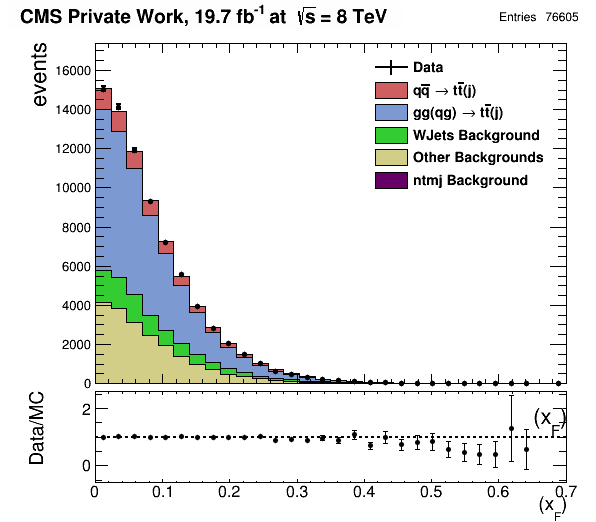 CMS Private Work, 19.7 fb⁻¹ at √s = 8 TeV
Entries 76605
events
16000
14000
12000
10000
8000
6000
4000
2000
0
Data
qq̅ → tt̅(j)
gg(qg) → tt̅(j)
WJets Background
Other Backgrounds
ntmj Background
Data/MC
2
0
(x_F)
0 0.1 0.2 0.3 0.4 0.5 0.6 0.7
(x_F)